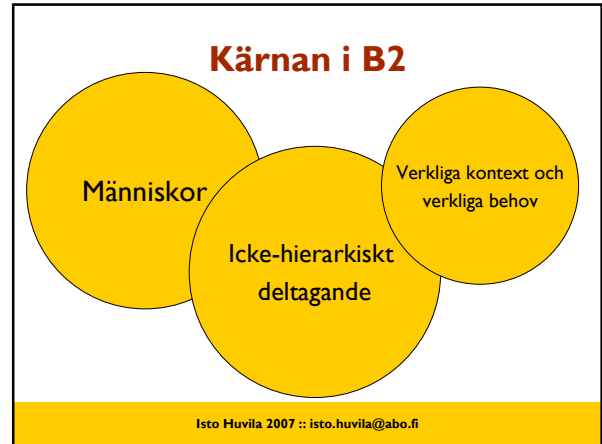 Kärnan i B2
Människor
Icke-hierarkiskt
deltagande
Verkliga kontext och
verkliga behov
Isto Huvila 2007 :: isto.huvila@abo.fi